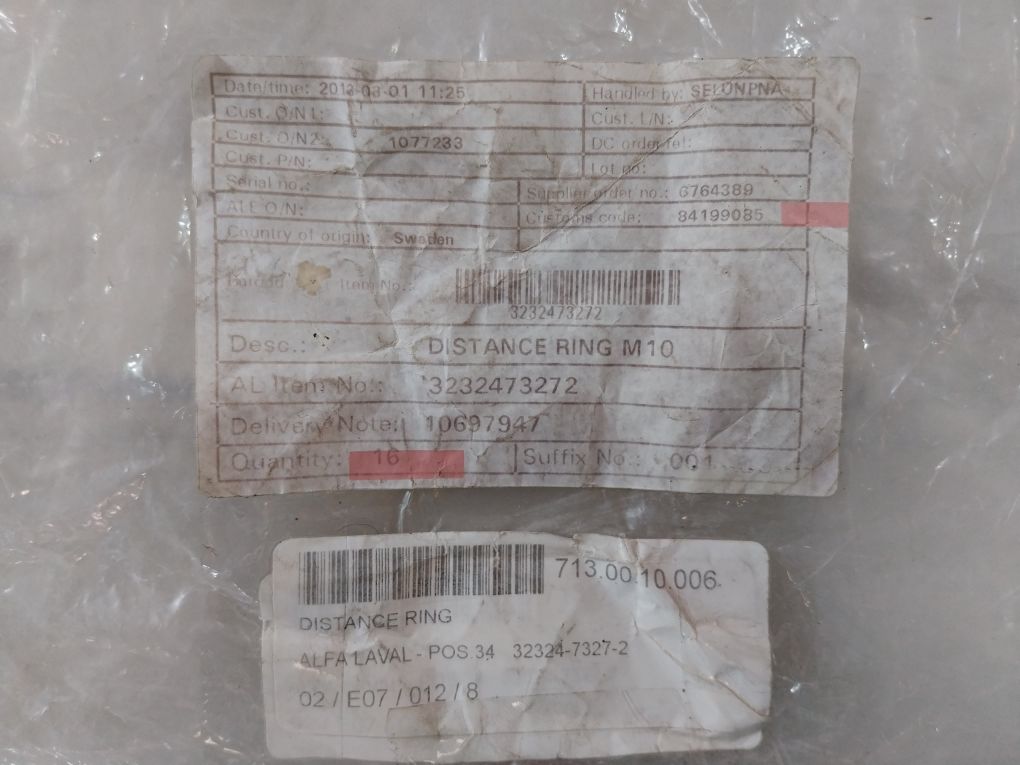 Date/time: 2013-03-01 11:25 Handled by: SELUNPNA
Cust. O/N1: Cust. L/N:
Cust. O/N2: 1077233 DC order ref:
Cust. P/N: Lot no:
Serial no.: Supplier order no.: 6764389
ALE O/N: Customs code: 84199085
Country of origin: Sweden
Item No.:
3232473272
Desc.: DISTANCE RING M10
AL Item No.: 3232473272
Delivery Note: 10697947
Quantity: 16 Suffix No.: 001
713.00.10.006
DISTANCE RING
ALFA LAVAL - POS.34 32324-7327-2
02 / E07 / 012 / 8